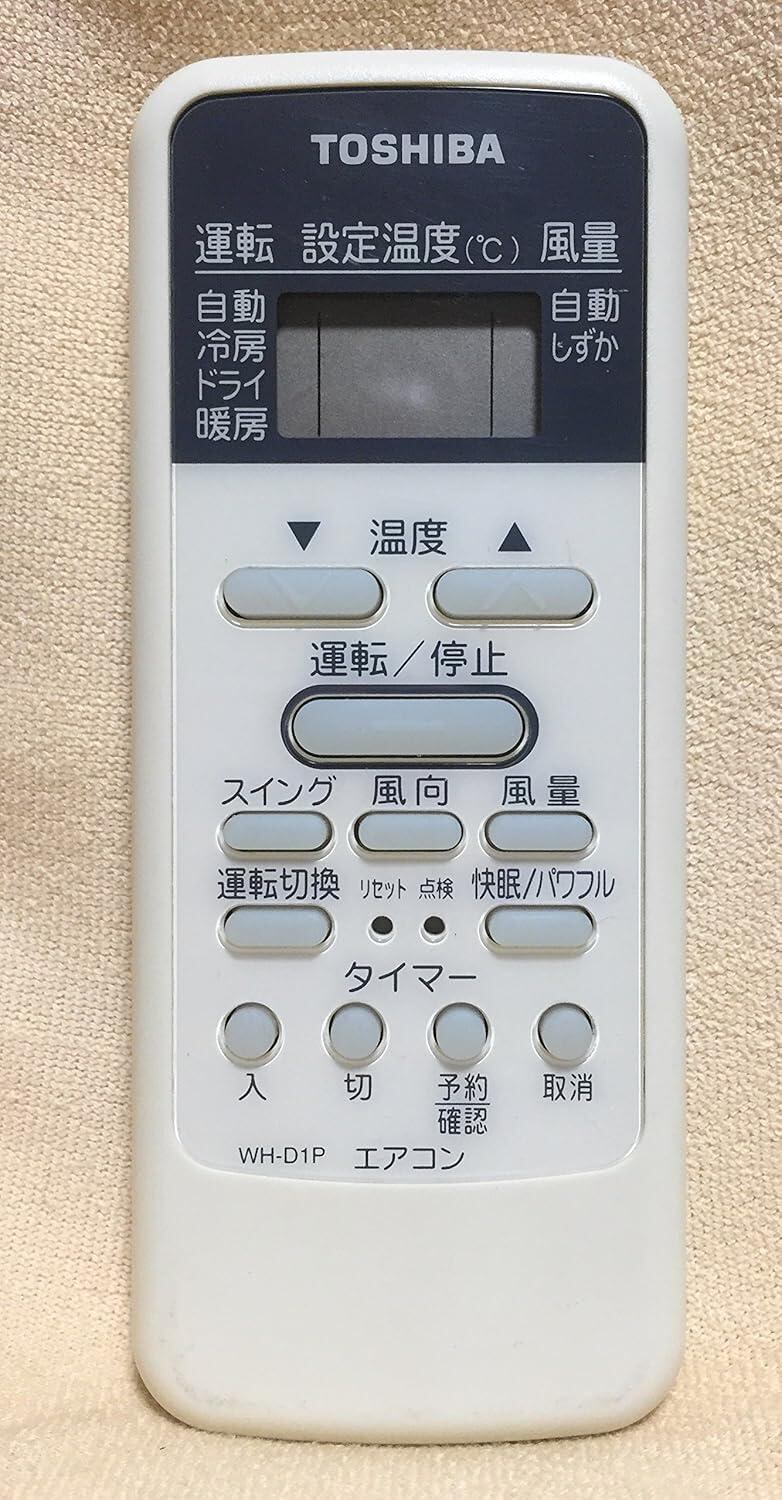 TOSHIBA
運転 設定温度(℃) 風量
自動 自動
冷房 しずか
ドライ
暖房
▼ 温度 ▲
運転／停止
スイング 風向 風量
運転切換 リセット 点検 快眠/パワフル
タイマー
入 切 予約 取消
確認
WH-D1P エアコン